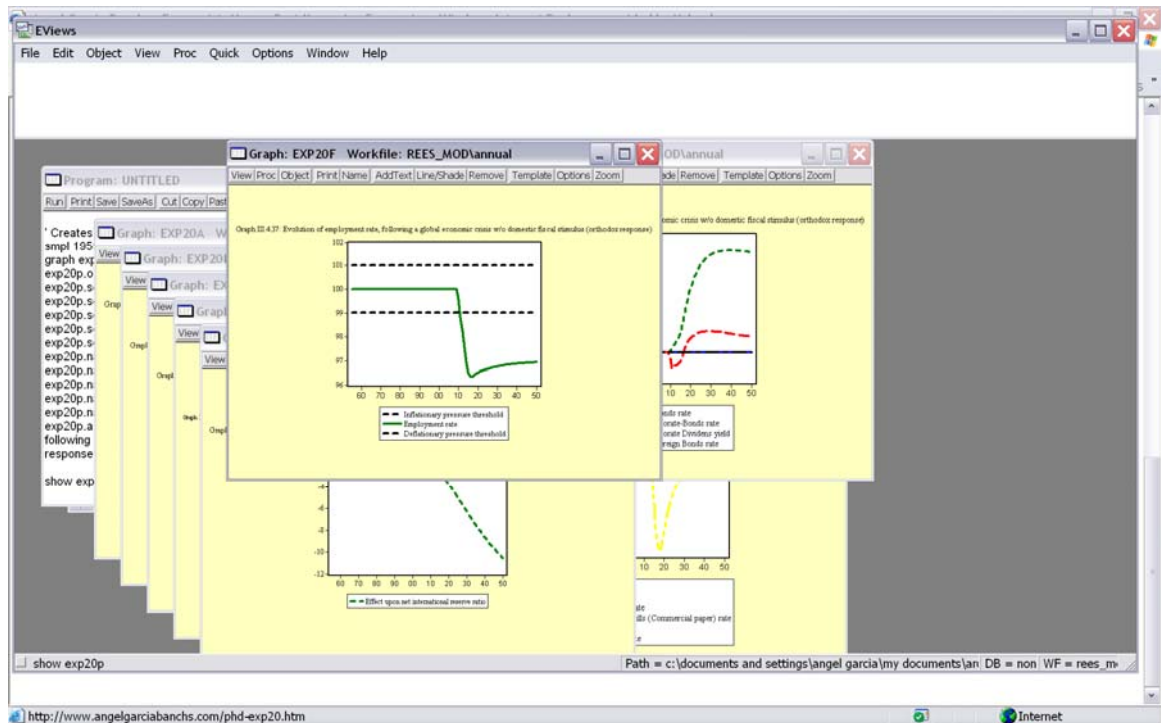 EViews
File Edit Object View Proc Quick Options Window Help
Graph: EXP20F Workfile: REES_MOD\annual
OD\annual
View Proc Object Print Name AddText Line/Shade Remove Template Options Zoom
ade Remove Template Options Zoom
Program: UNTITLED
Run Print Save SaveAs Cut Copy Past
' Creates
smpl 195
graph exp
exp20p.o
exp20p.s
exp20p.s
exp20p.s
exp20p.s
exp20p.s
exp20p.n
exp20p.n
exp20p.n
exp20p.n
exp20p.a
following
response
show exp
Graph: EXP20A W
View
Graph: EXP20
View
Graph: EX
View
Grap
View
View
Graph III.4.37: Evolution of employment rate, following a global economic crisis w/o domestic fiscal stimulus (orthodox response)
102
101
100
99
98
97
96
60 70 80 90 00 10 20 30 40 50
Inflationary pressure threshold
Employment rate
Deflationary pressure threshold
omic crisis w/o domestic fiscal stimulus (orthodox response)
10 20 30 40 50
onds rate
orate-Bonds rate
orate Dividens yield
reign Bonds rate
-4
-6
-8
-10
-12
60 70 80 90 00 10 20 30 40 50
Effect upon net international reserve ratio
10 20 30 40 50
ills (Commercial paper) rate
show exp20p
Path = c:\documents and settings\angel garcia\my documents\an DB = non WF = rees_m
http://www.angelgarciabanchs.com/phd-exp20.htm
Internet